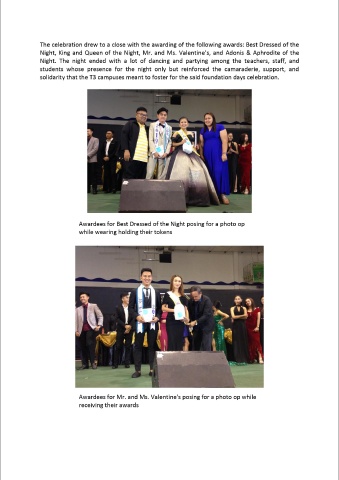 The celebration drew to a close with the awarding of the following awards: Best Dressed of the
Night, King and Queen of the Night, Mr. and Ms. Valentine's, and Adonis & Aphrodite of the
Night. The night ended with a lot of dancing and partying among the teachers, staff, and
students whose presence for the night only but reinforced the camaraderie, support, and
solidarity that the T3 campuses meant to foster for the said foundation days celebration.
Awardees for Best Dressed of the Night posing for a photo op
while wearing holding their tokens
Awardees for Mr. and Ms. Valentine's posing for a photo op while
receiving their awards